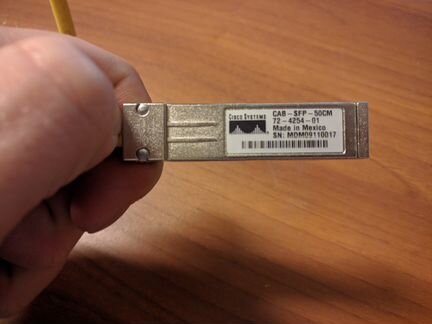 CISCO SYSTEMS
CAB-SFP-50CM
72-4254-01
Made in Mexico
SN: MDM09110017